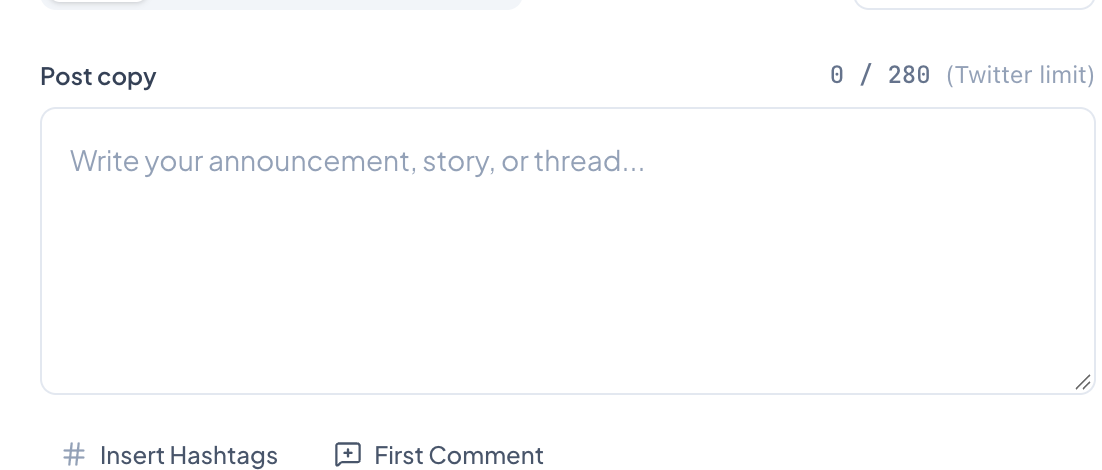 Post copy 0 / 280 (Twitter limit)
Write your announcement, story, or thread...
# Insert Hashtags First Comment